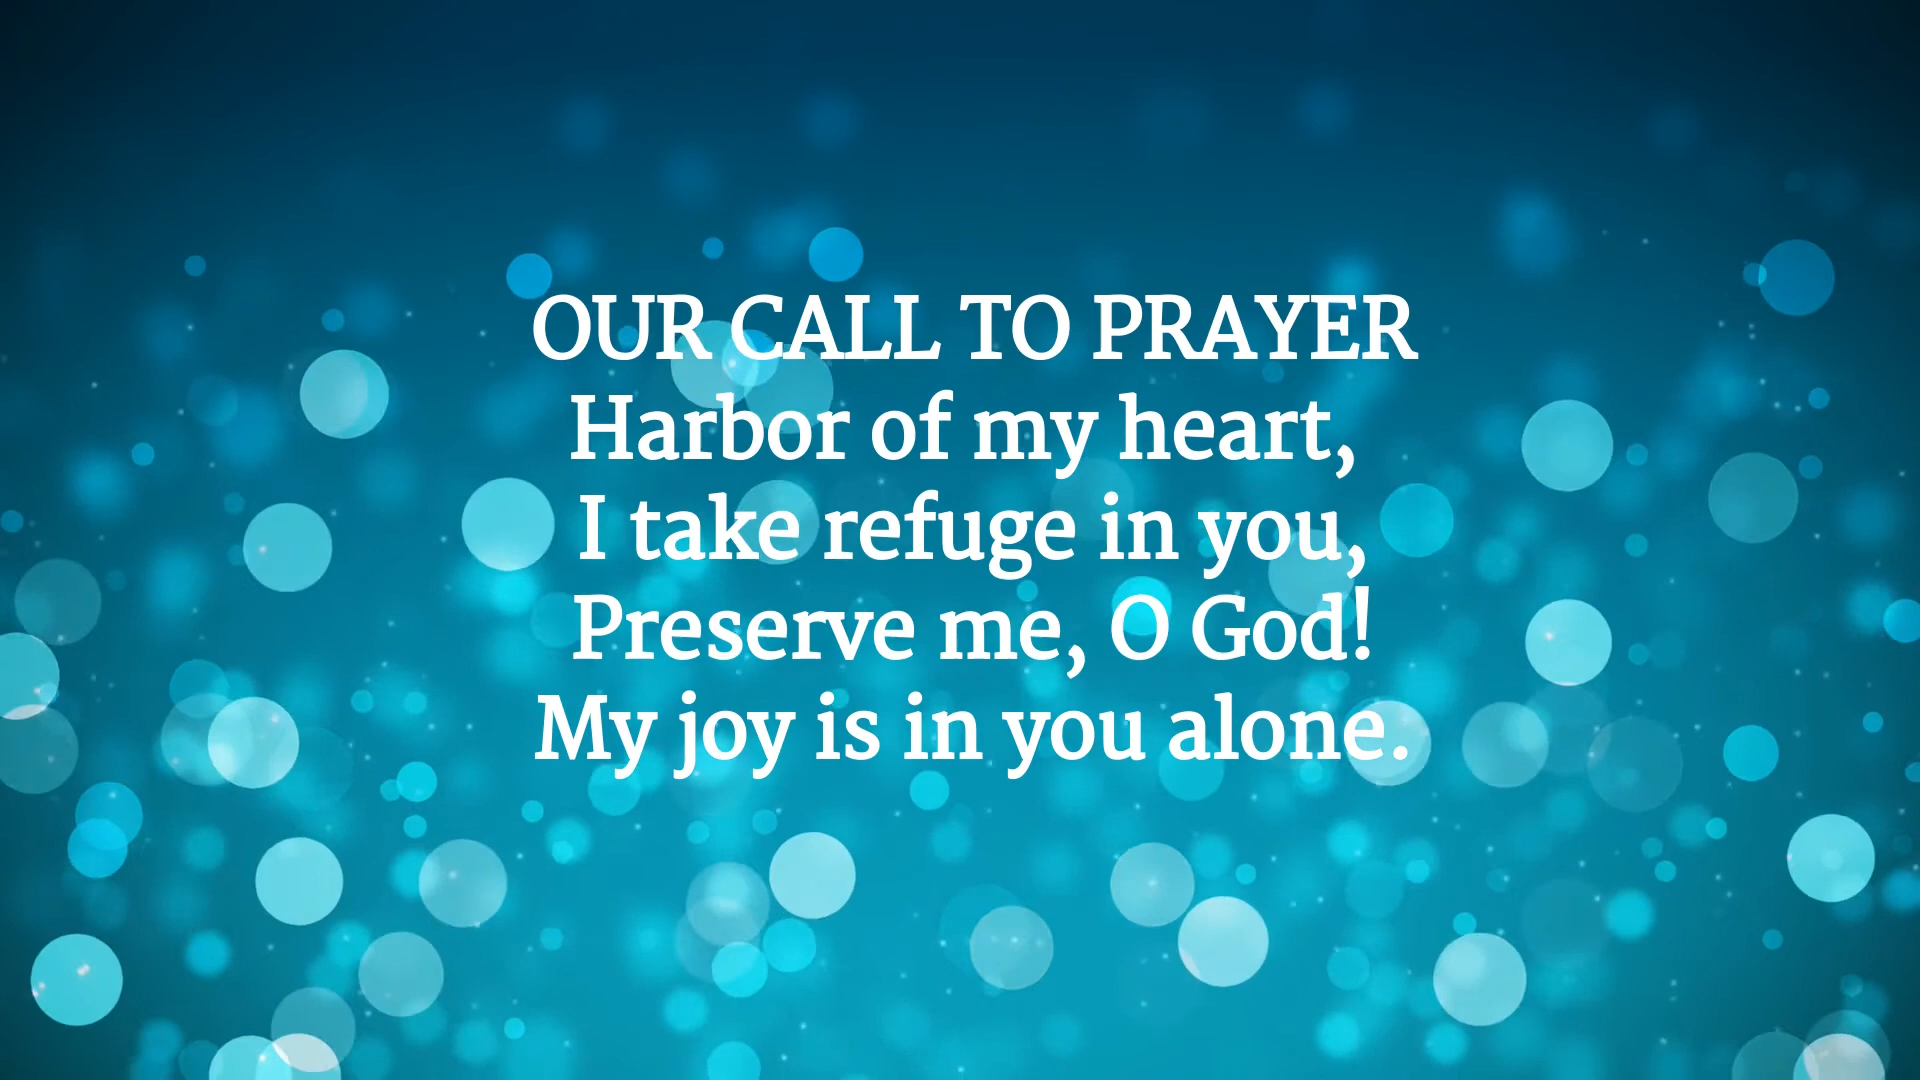 OUR CALL TO PRAYER
Harbor of my heart,
I take refuge in you,
Preserve me, O God!
My joy is in you alone.